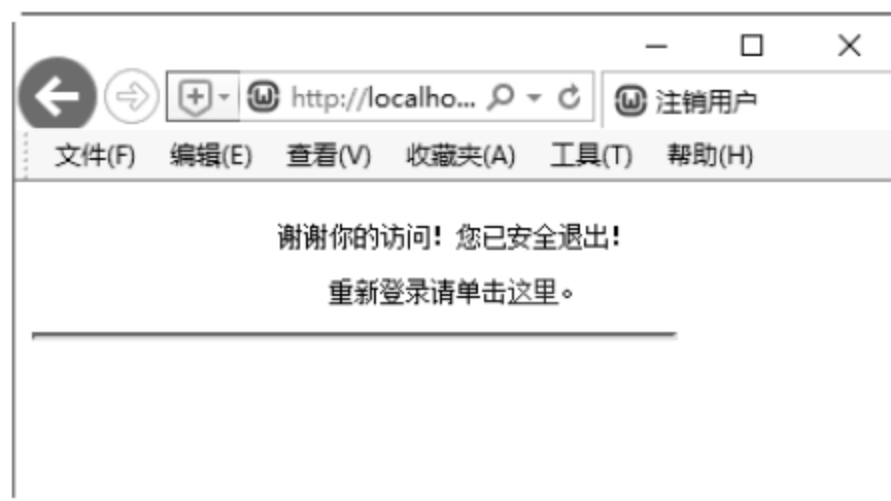 http://localho...
注销用户
文件(F) 编辑(E) 查看(V) 收藏夹(A) 工具(T) 帮助(H)
谢谢你的访问！您已安全退出！
重新登录请单击这里。